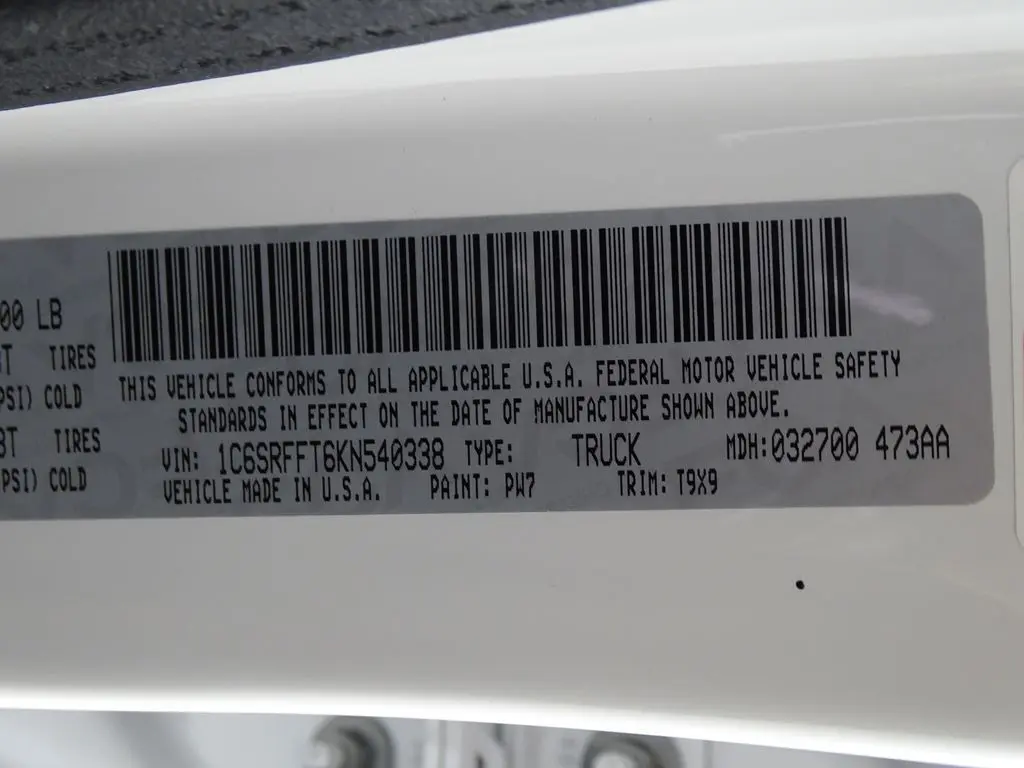 00 LB
TIRES
PSI) COLD
TIRES
PSI) COLD
THIS VEHICLE CONFORMS TO ALL APPLICABLE U.S.A. FEDERAL MOTOR VEHICLE SAFETY
STANDARDS IN EFFECT ON THE DATE OF MANUFACTURE SHOWN ABOVE.
VIN: 1C6SRFFT6KN540338 TYPE: TRUCK MDH:032700 473AA
VEHICLE MADE IN U.S.A. PAINT: PW7 TRIM: T9X9